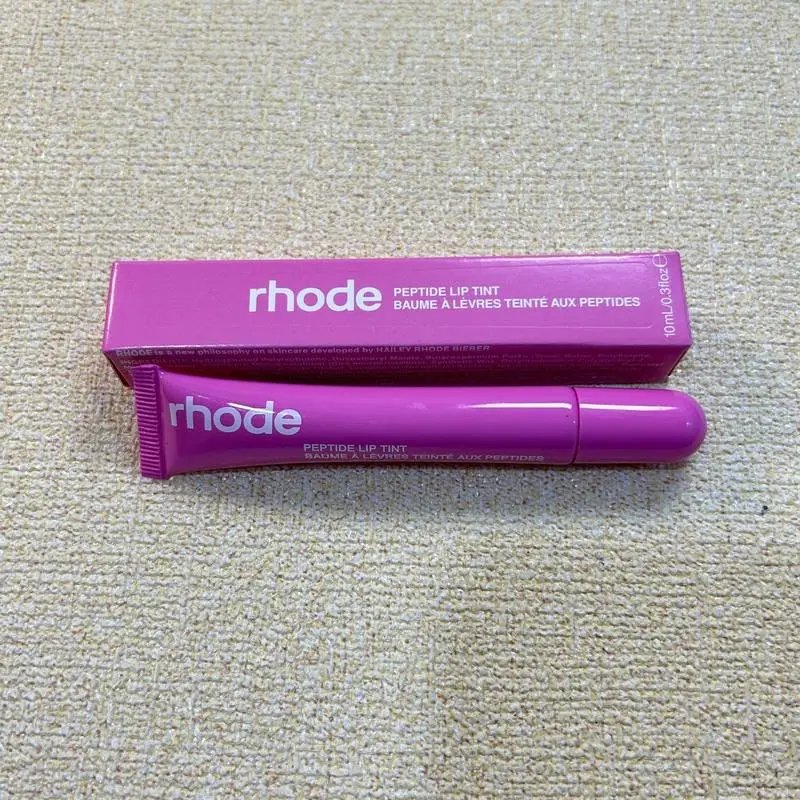 rhode
PEPTIDE LIP TINT
BAUME À LÈVRES TEINTÉ AUX PEPTIDES
10mL/0.3floz℮
RHODE is a new philosophy on skincare developed by HAILEY RHODE BIEBER
rhode
PEPTIDE LIP TINT
BAUME À LÈVRES TEINTÉ AUX PEPTIDES